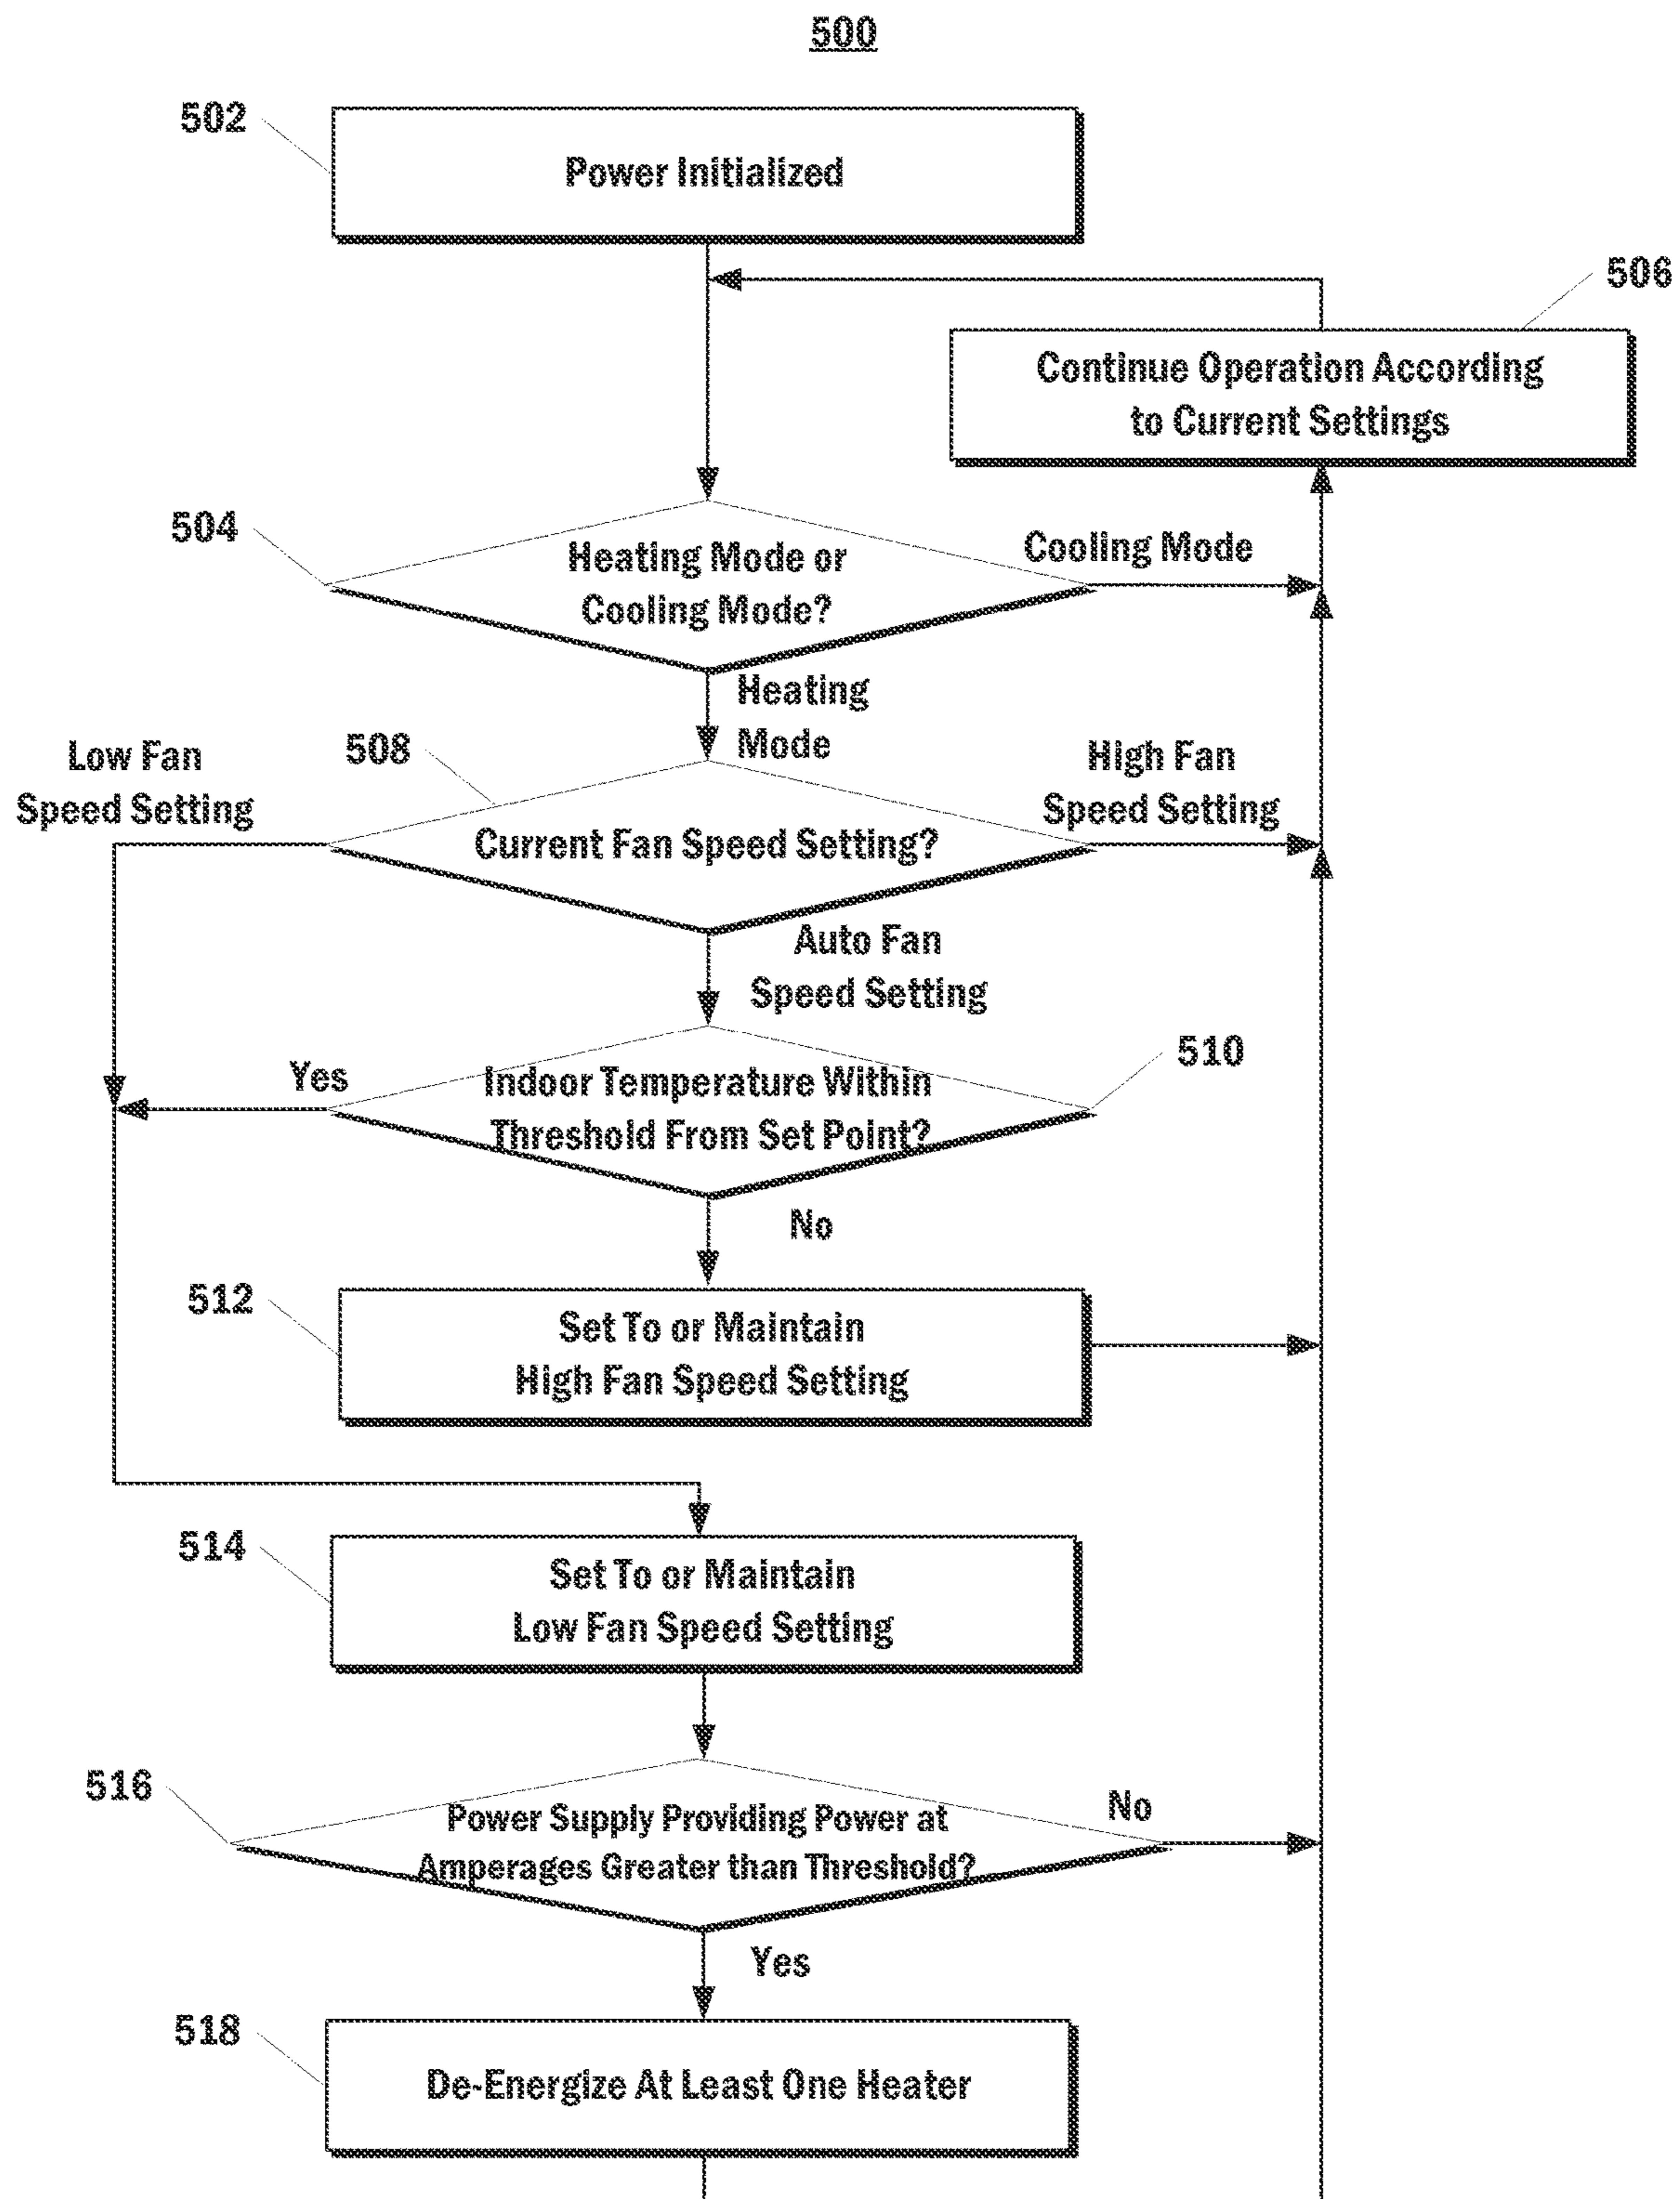 500
502
Power Initialized
506
Continue Operation According
to Current Settings
504
Heating Mode or
Cooling Mode?
Cooling Mode
Heating
Mode
508
Low Fan
Speed Setting
Current Fan Speed Setting?
High Fan
Speed Setting
Auto Fan
Speed Setting
510
Yes
Indoor Temperature Within
Threshold From Set Point?
No
512
Set To or Maintain
High Fan Speed Setting
514
Set To or Maintain
Low Fan Speed Setting
516
Power Supply Providing Power at
Amperages Greater than Threshold?
No
Yes
518
De-Energize At Least One Heater